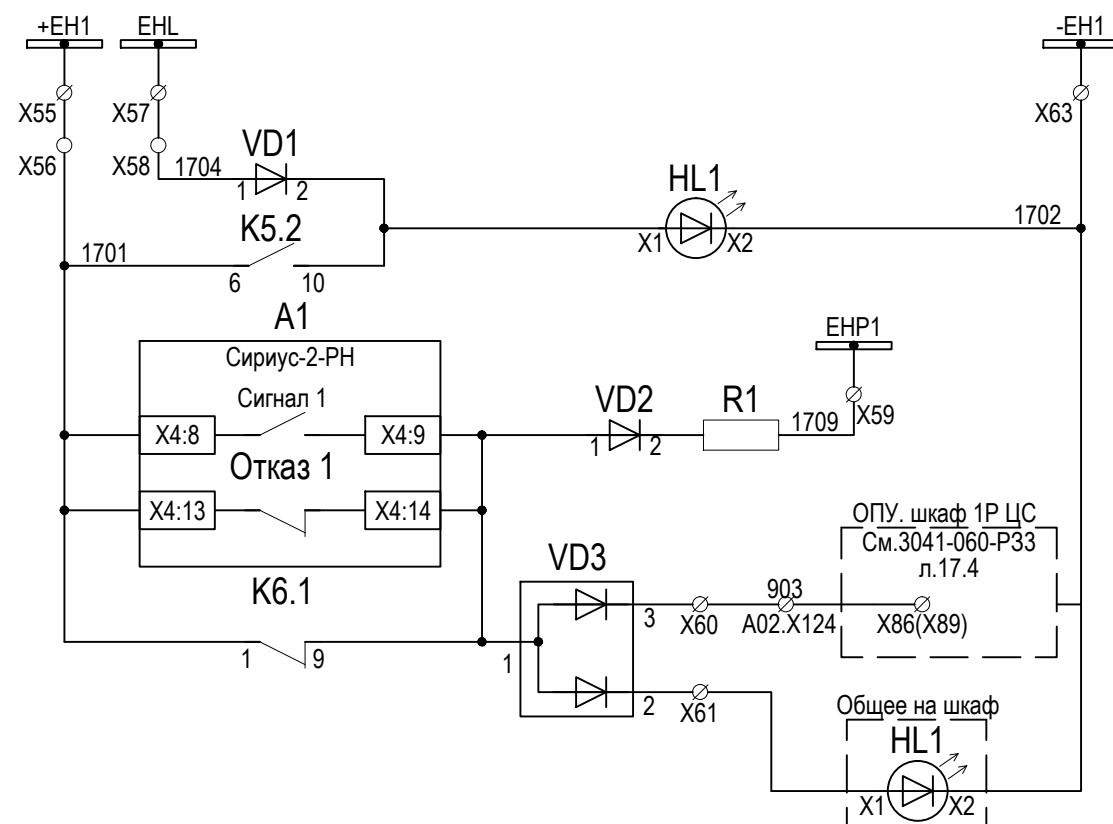 +EH1
EHL
-EH1
X55
X57
X63
X56
X58
1704
VD1
1
2
HL1
X1
X2
1702
1701
K5.2
6
10
A1
Сириус-2-РН
Сигнал 1
X4:8
X4:9
Отказ 1
X4:13
X4:14
EHP1
VD2
1
2
R1
1709
X59
K6.1
1
9
VD3
1
3
2
X60
903
A02.X124
ОПУ. шкаф 1Р ЦС
См.3041-060-РЗЗ
л.17.4
X86(X89)
X61
Общее на шкаф
HL1
X1
X2